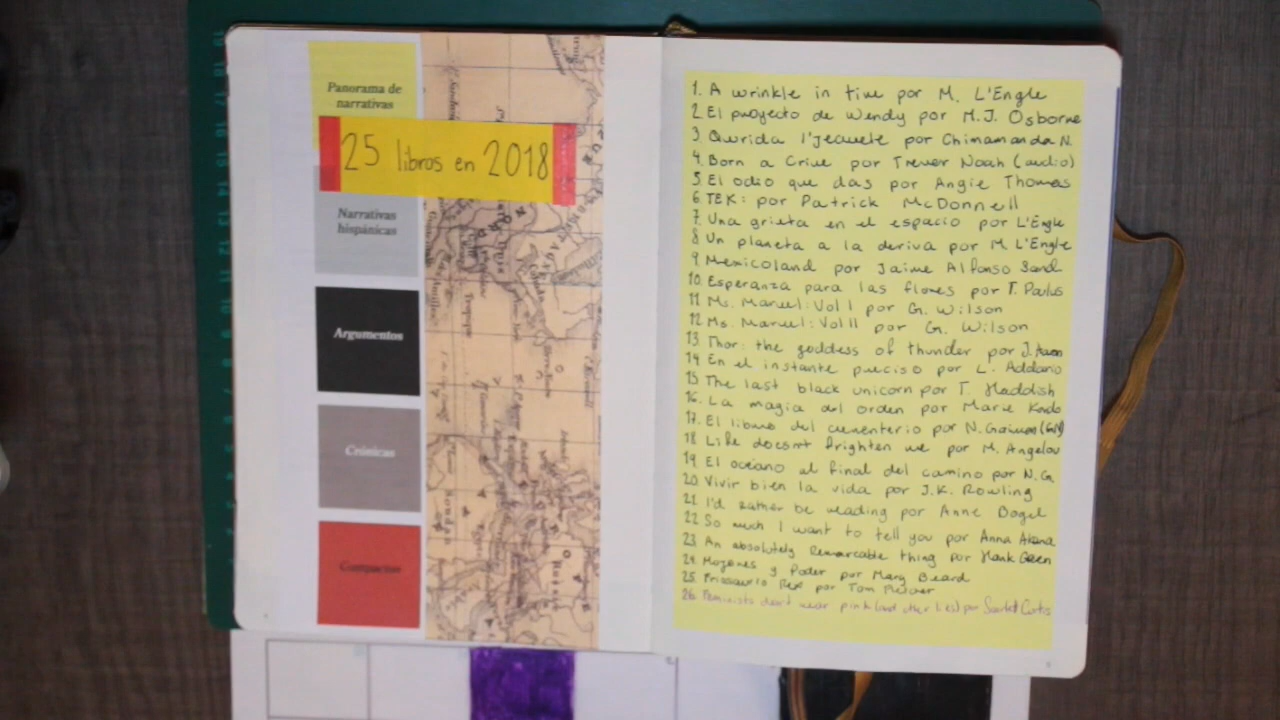 Panorama de
narrativas
25 libros en 2018
Narrativas
hispánicas
Argumentos
Crónicas
Compactos
1. A wrinkle in time por M. L'Engle
2. El proyecto de Wendy por M.J. Osborne
3. Querida Ijeawele por Chimamanda N.
4. Born a Crime por Trevor Noah (audio)
5. El odio que das por Angie Thomas
6. TEK: por Patrick McDonnell
7. Una grieta en el espacio por L'Engle
8. Un planeta a la deriva por M. L'Engle
9. Mexicoland por Jaime Alfonso Sand
10. Esperanza para las flores por T. Paulus
11. Ms. Marvel: Vol I por G. Wilson
12. Ms. Marvel: Vol II por G. Wilson
13. Thor: the goddess of thunder por J. Aaron
14. En el instante preciso por L. Addario
15. The last black unicorn por T. Haddish
16. La magia del orden por Marie Kondo
17. El libro del cementerio por N. Gaiman (GN)
18. Life doesnt frighten me por M. Angelou
19. El océano al final del camino por N.G.
20. Vivir bien la vida por J.K. Rowling
21. I'd rather be reading por Anne Bogel
22. So much I want to tell you por Anna Akana
23. An absolutely Remarcable thing por Hank Green
24. Mujeres y Poder por Mary Beard
25. Rex por Tom
26. Feminists don't wear pink (and other lies) por Scarlet Curtis